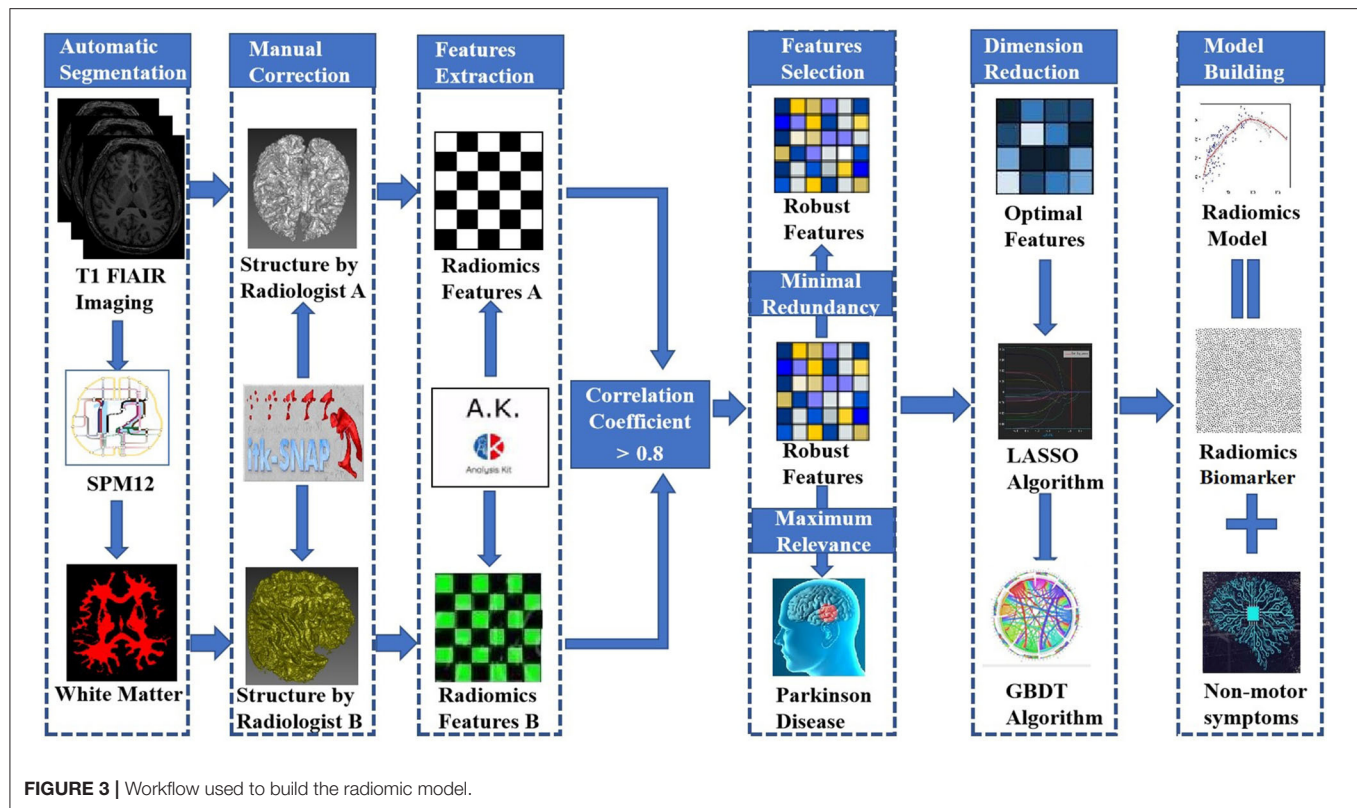 Automatic
Segmentation
T1 FlAIR
Imaging
12
SPM12
White Matter
Manual
Correction
Structure by
Radiologist A
itk-SNAP
Structure by
Radiologist B
Features
Extraction
Radiomics
Features A
A.K.
AK
Analysis Kit
Radiomics
Features B
Correlation
Coefficient
> 0.8
Features
Selection
Robust
Features
Minimal
Redundancy
Robust
Features
Maximum
Relevance
Parkinson
Disease
Dimension
Reduction
Optimal
Features
LASSO
Algorithm
GBDT
Algorithm
Model
Building
Radiomics
Model
Radiomics
Biomarker
Non-motor
symptoms
FIGURE 3 | Workflow used to build the radiomic model.